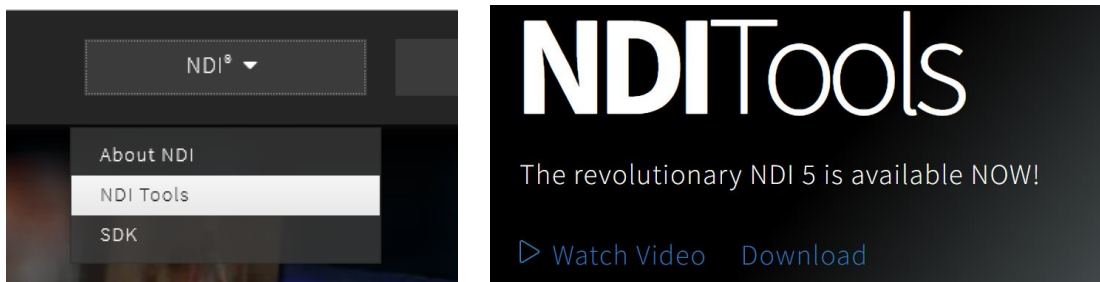 NDI®
About NDI
NDI Tools
SDK
NDITools
The revolutionary NDI 5 is available NOW!
Watch Video Download